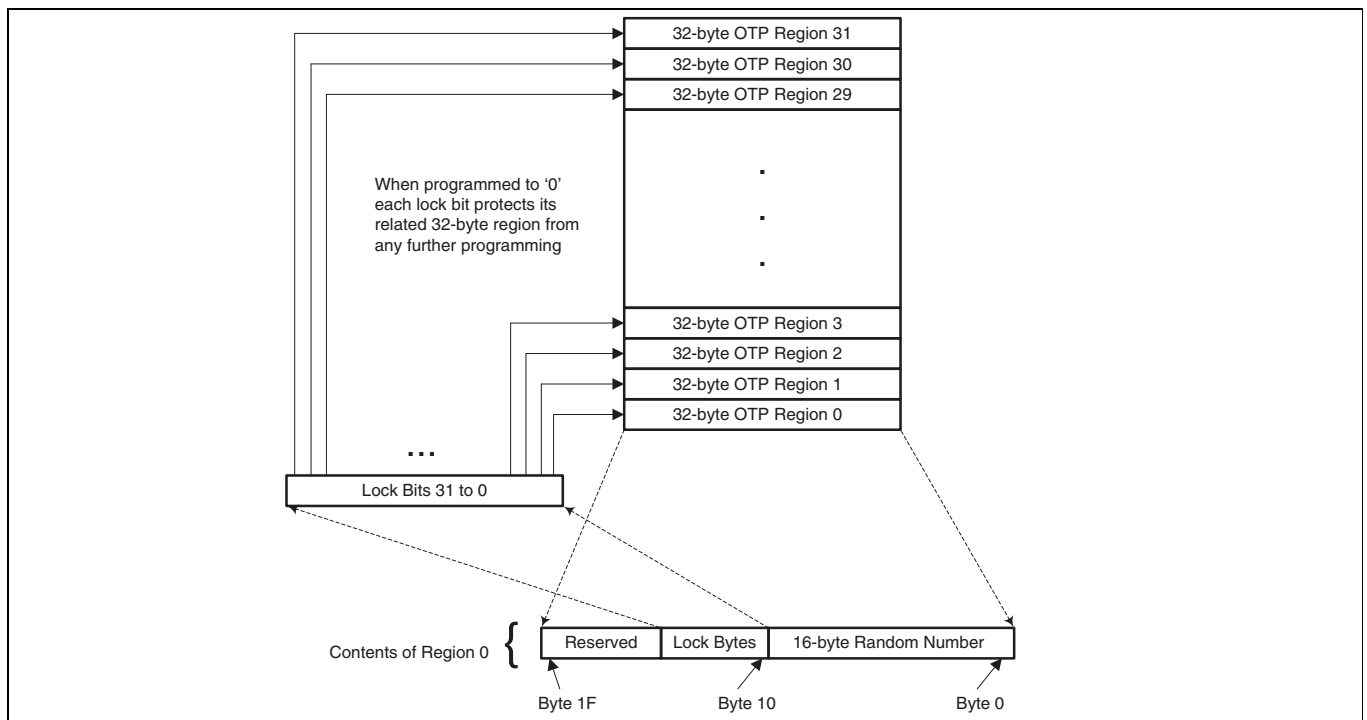 32-byte OTP Region 31
32-byte OTP Region 30
32-byte OTP Region 29
.
.
.
When programmed to ‘0’
each lock bit protects its
related 32-byte region from
any further programming
32-byte OTP Region 3
32-byte OTP Region 2
32-byte OTP Region 1
32-byte OTP Region 0
...
Lock Bits 31 to 0
Contents of Region 0 {
Reserved
Lock Bytes
16-byte Random Number
Byte 1F
Byte 10
Byte 0